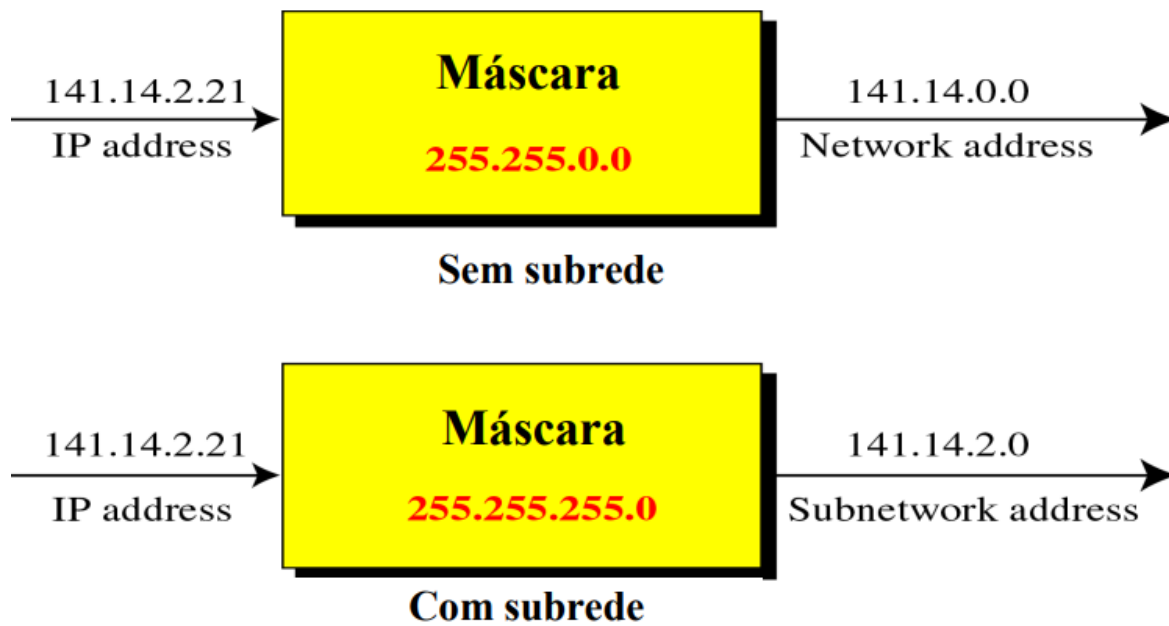 Máscara
141.14.2.21
141.14.0.0
IP address
255.255.0.0
Network address
Sem subrede
Máscara
141.14.2.21
141.14.2.0
IP address
255.255.255.0
Subnetwork address
Com subrede